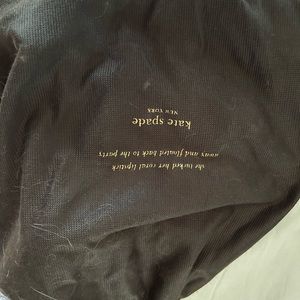 kate spade
NEW YORK
she tucked her coral lipstick
away and floated back to the party